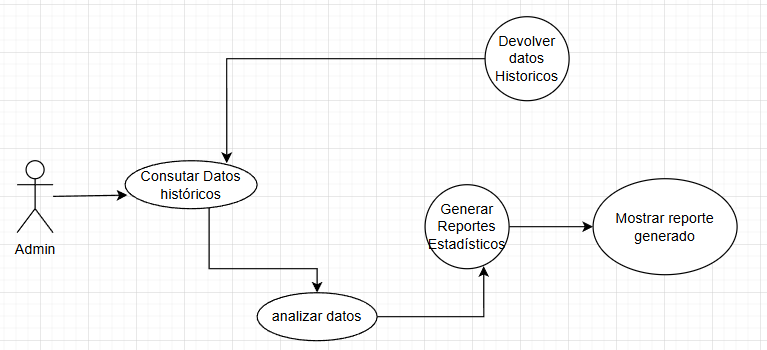 Devolver
datos
Historicos
Consutar Datos
históricos
Admin
Generar
Reportes
Estadísticos
Mostrar reporte
generado
analizar datos